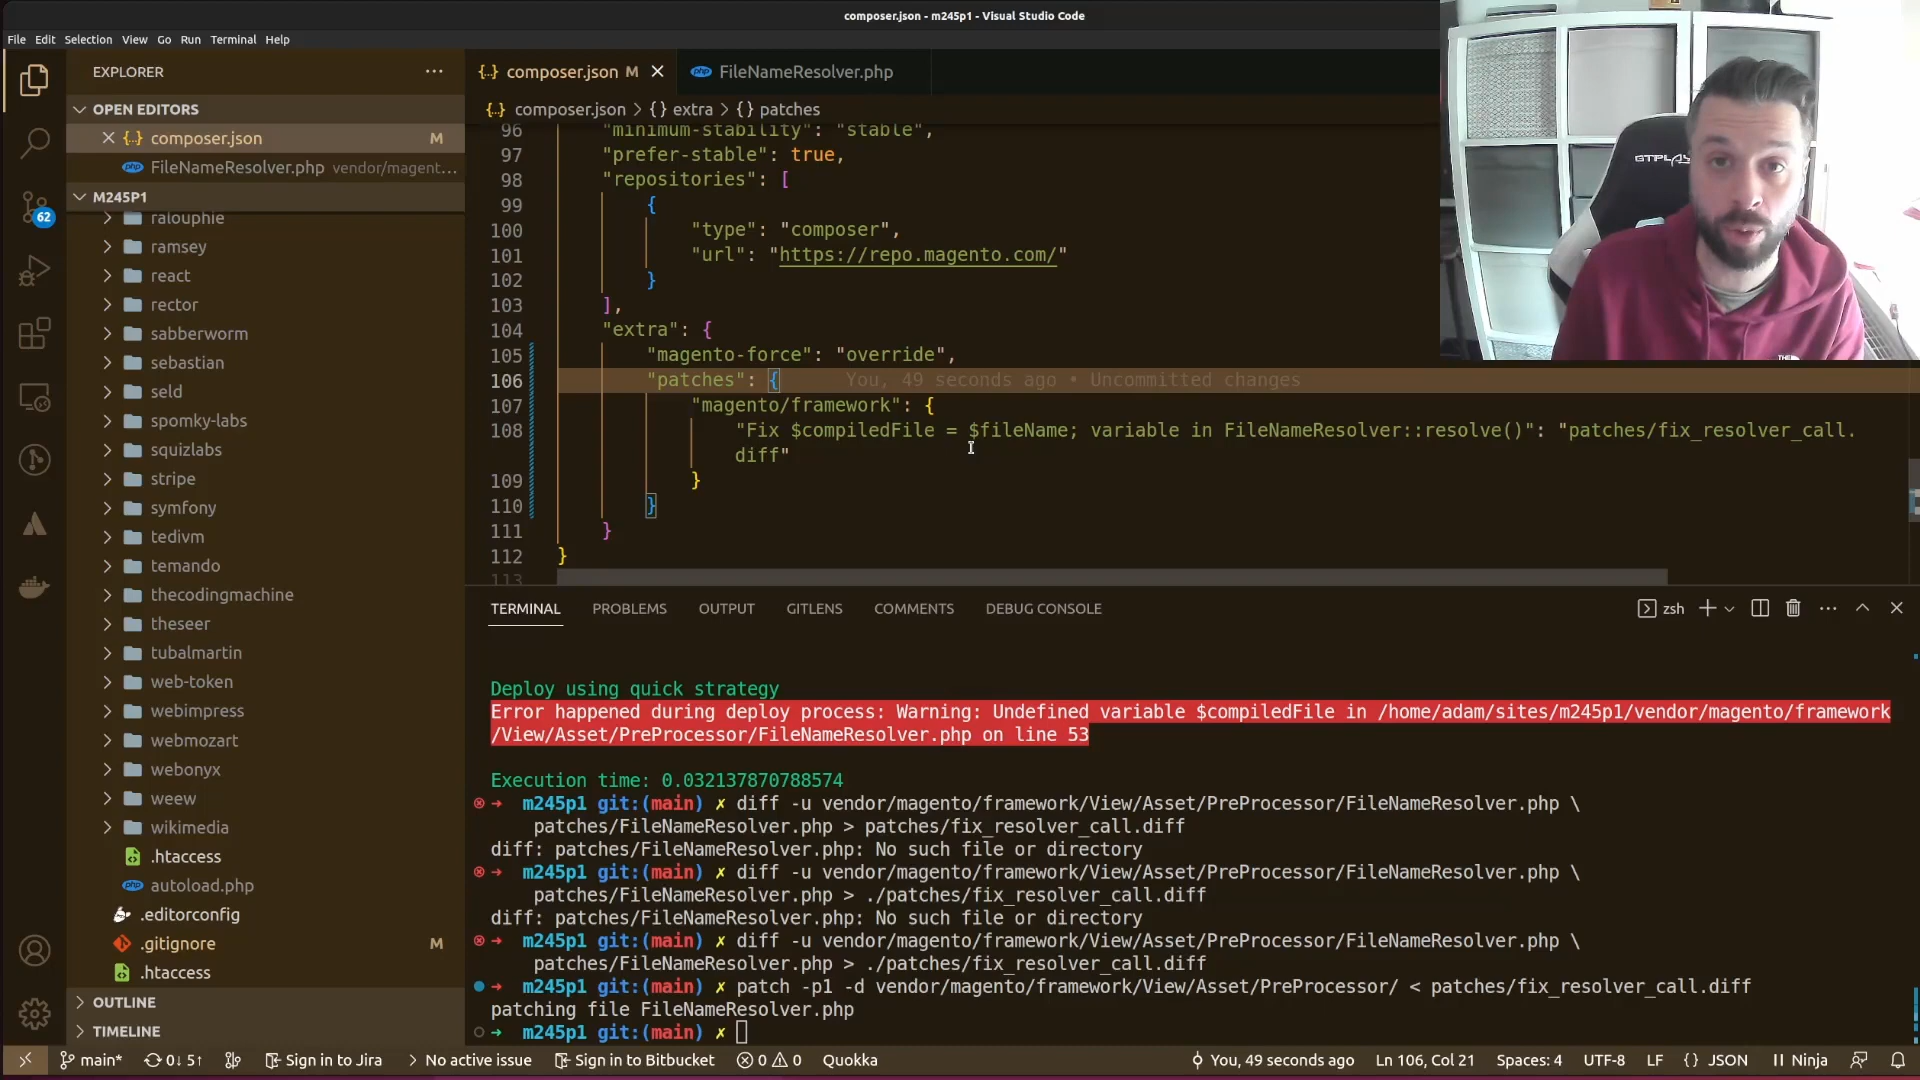 composer.json - m245p1 - Visual Studio Code
File Edit Selection View Go Run Terminal Help
EXPLORER
OPEN EDITORS
composer.json M
FileNameResolver.php vendor/magent...
M245P1
ralouphie
ramsey
react
rector
sabberworm
sebastian
seld
spomky-labs
squizlabs
stripe
symfony
tedivm
temando
thecodingmachine
theseer
tubalmartin
web-token
webimpress
webmozart
webonyx
weew
wikimedia
.htaccess
autoload.php
.editorconfig
.gitignore M
.htaccess
OUTLINE
TIMELINE
62
composer.json M
FileNameResolver.php
composer.json > {} extra > {} patches
96 "minimum-stability": "stable",
97 "prefer-stable": true,
98 "repositories": [
99 {
100 "type": "composer",
101 "url": "https://repo.magento.com/"
102 }
103 ],
104 "extra": {
105 "magento-force": "override",
106 "patches": { You, 49 seconds ago • Uncommitted changes
107 "magento/framework": {
108 "Fix $compiledFile = $fileName; variable in FileNameResolver::resolve()": "patches/fix_resolver_call.
diff"
109 }
110 }
111 }
112 }
113
GTPLAY
THE
TERMINAL PROBLEMS OUTPUT GITLENS COMMENTS DEBUG CONSOLE
zsh
Deploy using quick strategy
Error happened during deploy process: Warning: Undefined variable $compiledFile in /home/adam/sites/m245p1/vendor/magento/framework
/View/Asset/PreProcessor/FileNameResolver.php on line 53
Execution time: 0.032137870788574
m245p1 git:(main) ✗ diff -u vendor/magento/framework/View/Asset/PreProcessor/FileNameResolver.php \
patches/FileNameResolver.php > patches/fix_resolver_call.diff
diff: patches/FileNameResolver.php: No such file or directory
m245p1 git:(main) ✗ diff -u vendor/magento/framework/View/Asset/PreProcessor/FileNameResolver.php \
patches/FileNameResolver.php > ./patches/fix_resolver_call.diff
diff: patches/FileNameResolver.php: No such file or directory
m245p1 git:(main) ✗ diff -u vendor/magento/framework/View/Asset/PreProcessor/FileNameResolver.php \
patches/FileNameResolver.php > ./patches/fix_resolver_call.diff
m245p1 git:(main) ✗ patch -p1 -d vendor/magento/framework/View/Asset/PreProcessor/ < patches/fix_resolver_call.diff
patching file FileNameResolver.php
m245p1 git:(main) ✗
main* 0↓ 5↑ Sign in to Jira No active issue Sign in to Bitbucket 0 0 Quokka You, 49 seconds ago Ln 106, Col 21 Spaces: 4 UTF-8 LF {} JSON Ninja